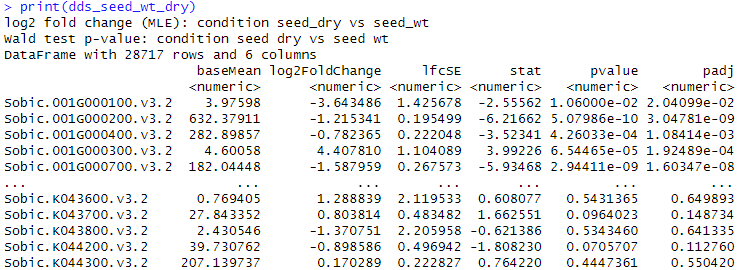 > print(dds_seed_wt_dry)
log2 fold change (MLE): condition seed_dry vs seed_wt
Wald test p-value: condition seed dry vs seed wt
DataFrame with 28717 rows and 6 columns
baseMean log2FoldChange lfcSE stat pvalue padj
<numeric> <numeric> <numeric> <numeric> <numeric> <numeric>
Sobic.001G000100.v3.2 3.97598 -3.643486 1.425678 -2.55562 1.06000e-02 2.04099e-02
Sobic.001G000200.v3.2 632.37911 -1.215341 0.195499 -6.21662 5.07986e-10 3.04781e-09
Sobic.001G000400.v3.2 282.89857 -0.782365 0.222048 -3.52341 4.26033e-04 1.08414e-03
Sobic.001G000300.v3.2 4.60058 4.407810 1.104089 3.99226 6.54465e-05 1.92489e-04
Sobic.001G000700.v3.2 182.04448 -1.587959 0.267573 -5.93468 2.94411e-09 1.60347e-08
... ... ... ... ... ... ...
Sobic.K043600.v3.2 0.769405 1.288839 2.119533 0.608077 0.5431365 0.649893
Sobic.K043700.v3.2 27.843352 0.803814 0.483482 1.662551 0.0964023 0.148734
Sobic.K043800.v3.2 2.430546 -1.370751 2.205958 -0.621386 0.5343460 0.641335
Sobic.K044200.v3.2 39.730762 -0.898586 0.496942 -1.808230 0.0705707 0.112760
Sobic.K044300.v3.2 207.139737 0.170289 0.222827 0.764220 0.4447361 0.550420